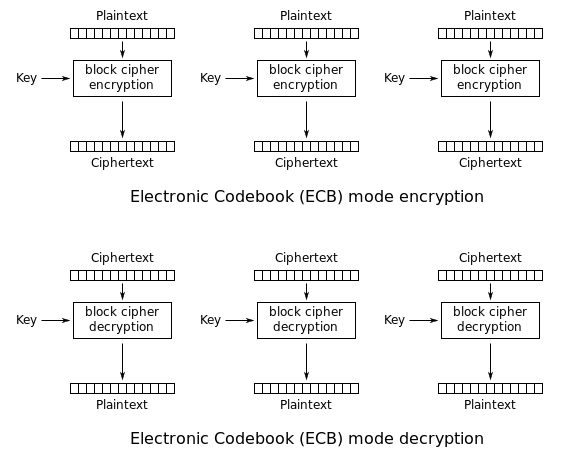 Plaintext Plaintext Plaintext
Key block cipher encryption Key block cipher encryption Key block cipher encryption
Ciphertext Ciphertext Ciphertext
Electronic Codebook (ECB) mode encryption
Ciphertext Ciphertext Ciphertext
Key block cipher decryption Key block cipher decryption Key block cipher decryption
Plaintext Plaintext Plaintext
Electronic Codebook (ECB) mode decryption